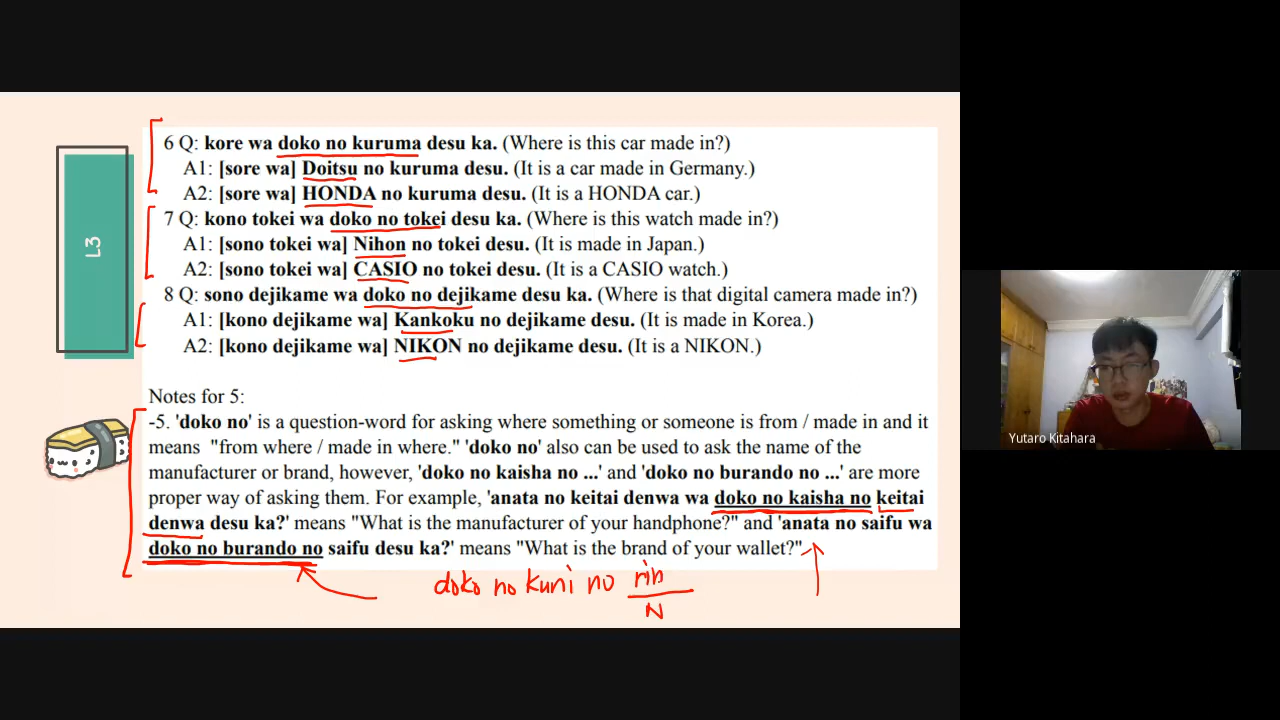 L3
6 Q: kore wa doko no kuruma desu ka. (Where is this car made in?)
A1: [sore wa] Doitsu no kuruma desu. (It is a car made in Germany.)
A2: [sore wa] HONDA no kuruma desu. (It is a HONDA car.)
7 Q: kono tokei wa doko no tokei desu ka. (Where is this watch made in?)
A1: [sono tokei wa] Nihon no tokei desu. (It is made in Japan.)
A2: [sono tokei wa] CASIO no tokei desu. (It is a CASIO watch.)
8 Q: sono dejikame wa doko no dejikame desu ka. (Where is that digital camera made in?)
A1: [kono dejikame wa] Kankoku no dejikame desu. (It is made in Korea.)
A2: [kono dejikame wa] NIKON no dejikame desu. (It is a NIKON.)
Notes for 5:
-5. 'doko no' is a question-word for asking where something or someone is from / made in and it
means "from where / made in where." 'doko no' also can be used to ask the name of the
manufacturer or brand, however, 'doko no kaisha no ...' and 'doko no burando no ...' are more
proper way of asking them. For example, 'anata no keitai denwa wa doko no kaisha no keitai
denwa desu ka?' means "What is the manufacturer of your handphone?" and 'anata no saifu wa
doko no burando no saifu desu ka?' means "What is the brand of your wallet?"
doko no kuni no
N
Yutaro Kitahara